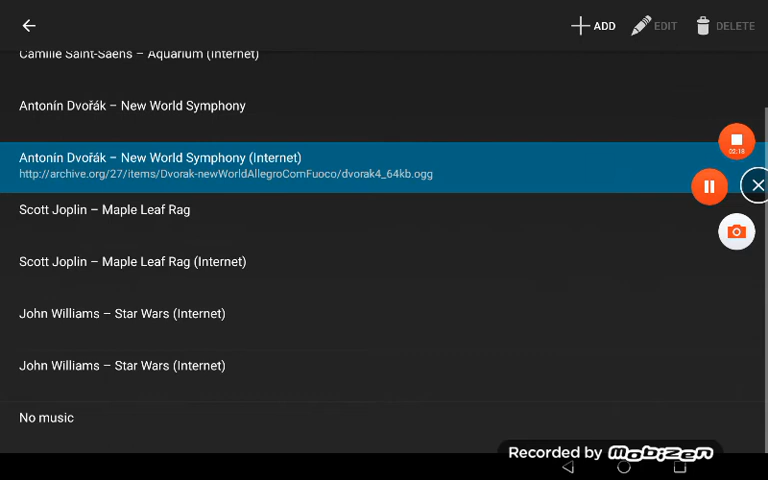 ADD EDIT DELETE
Camille Saint-Saëns – Aquarium (Internet)
Antonín Dvořák – New World Symphony
Antonín Dvořák – New World Symphony (Internet)
http://archive.org/27/items/Dvorak-newWorldAllegroComFuoco/dvorak4_64kb.ogg
02:18
Scott Joplin – Maple Leaf Rag
Scott Joplin – Maple Leaf Rag (Internet)
John Williams – Star Wars (Internet)
John Williams – Star Wars (Internet)
No music
Recorded by Mobizen